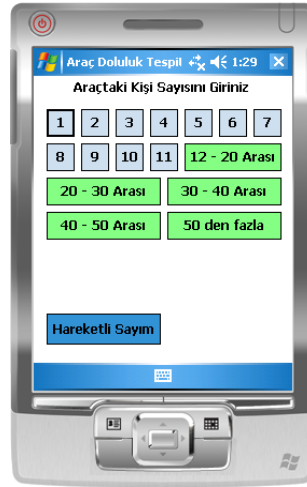 Araç Doluluk Tespil 1:29
Araçtaki Kişi Sayısını Giriniz
1 2 3 4 5 6 7
8 9 10 11 12 - 20 Arası
20 - 30 Arası 30 - 40 Arası
40 - 50 Arası 50 den fazla
Hareketli Sayım